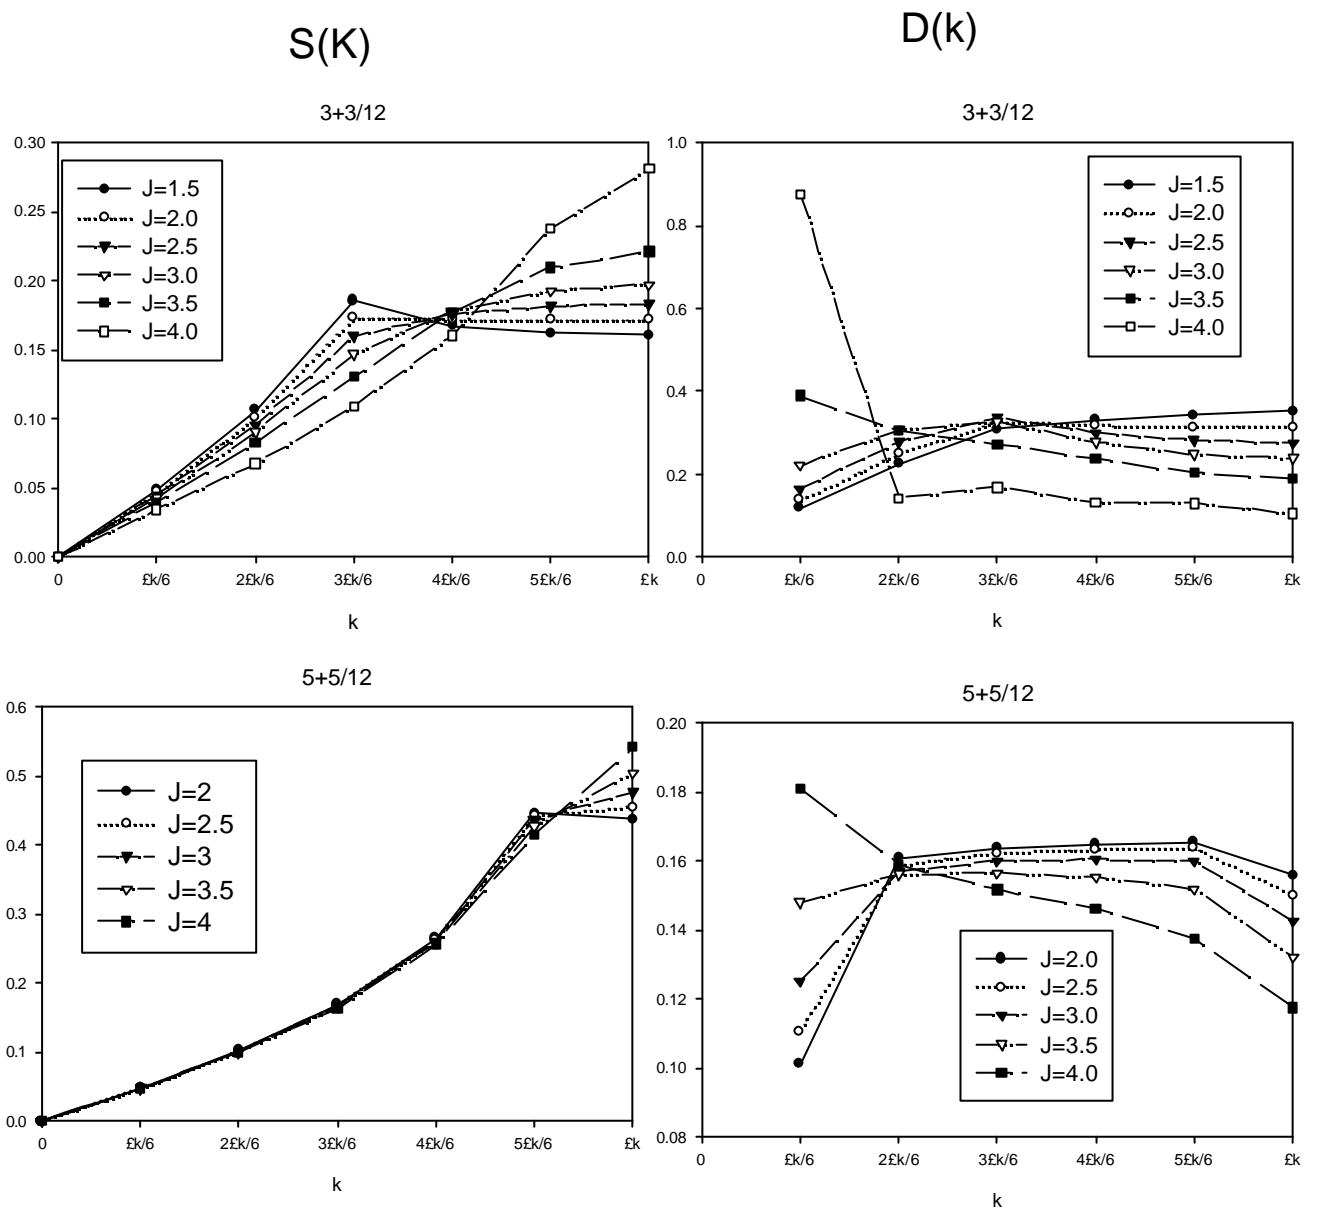 S(K)
D(k)
3+3/12
0.30
0.25
0.20
0.15
0.10
0.05
0.00
J=1.5
J=2.0
J=2.5
J=3.0
J=3.5
J=4.0
0 £k/6 2£k/6 3£k/6 4£k/6 5£k/6 £k
k
3+3/12
1.0
0.8
0.6
0.4
0.2
0.0
J=1.5
J=2.0
J=2.5
J=3.0
J=3.5
J=4.0
0 £k/6 2£k/6 3£k/6 4£k/6 5£k/6 £k
k
5+5/12
0.6
0.5
0.4
0.3
0.2
0.1
0.0
J=2
J=2.5
J=3
J=3.5
J=4
0 £k/6 2£k/6 3£k/6 4£k/6 5£k/6 £k
k
5+5/12
0.20
0.18
0.16
0.14
0.12
0.10
0.08
J=2.0
J=2.5
J=3.0
J=3.5
J=4.0
0 £k/6 2£k/6 3£k/6 4£k/6 5£k/6 £k
k